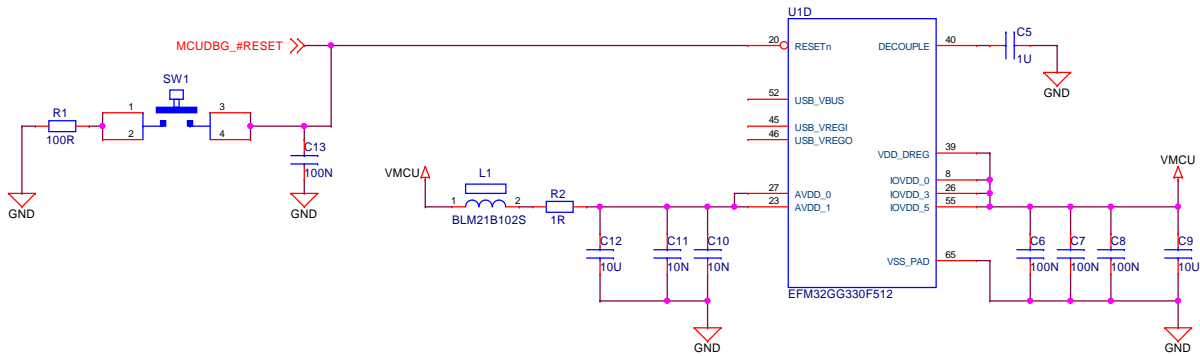 U1D
MCUDBG_#RESET
20
RESETn
DECOUPLE
40
C5
1U
GND
SW1
R1
100R
1
2
3
4
C13
100N
GND
GND
52
USB_VBUS
45
USB_VREGI
46
USB_VREGO
VDD_DREG
39
IOVDD_0
8
IOVDD_3
26
IOVDD_5
55
VMCU
VMCU
L1
1
2
BLM21B102S
R2
1R
27
AVDD_0
23
AVDD_1
C12
10U
C11
10N
C10
10N
GND
VSS_PAD
65
C6
100N
C7
100N
C8
100N
C9
10U
GND
EFM32GG330F512